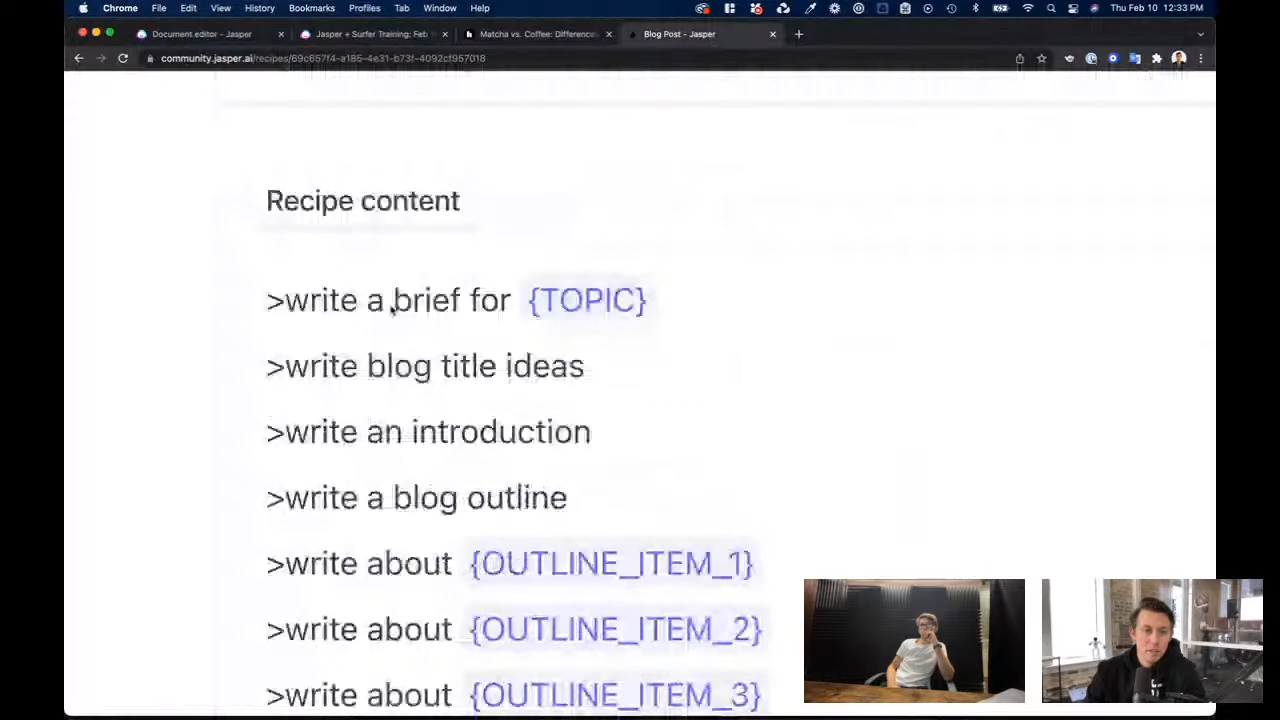 Chrome File Edit View History Bookmarks Profiles Tab Window Help Thu Feb 10 12:33 PM
Document editor - Jasper Jasper + Surfer Training: Feb Matcha vs. Coffee: Difference Blog Post - Jasper
community.jasper.ai/recipes/69c657f4-a185-4e31-b73f-4092cf957018
Recipe content
>write a brief for {TOPIC}
>write blog title ideas
>write an introduction
>write a blog outline
>write about {OUTLINE_ITEM_1}
>write about {OUTLINE_ITEM_2}
>write about {OUTLINE_ITEM_3}